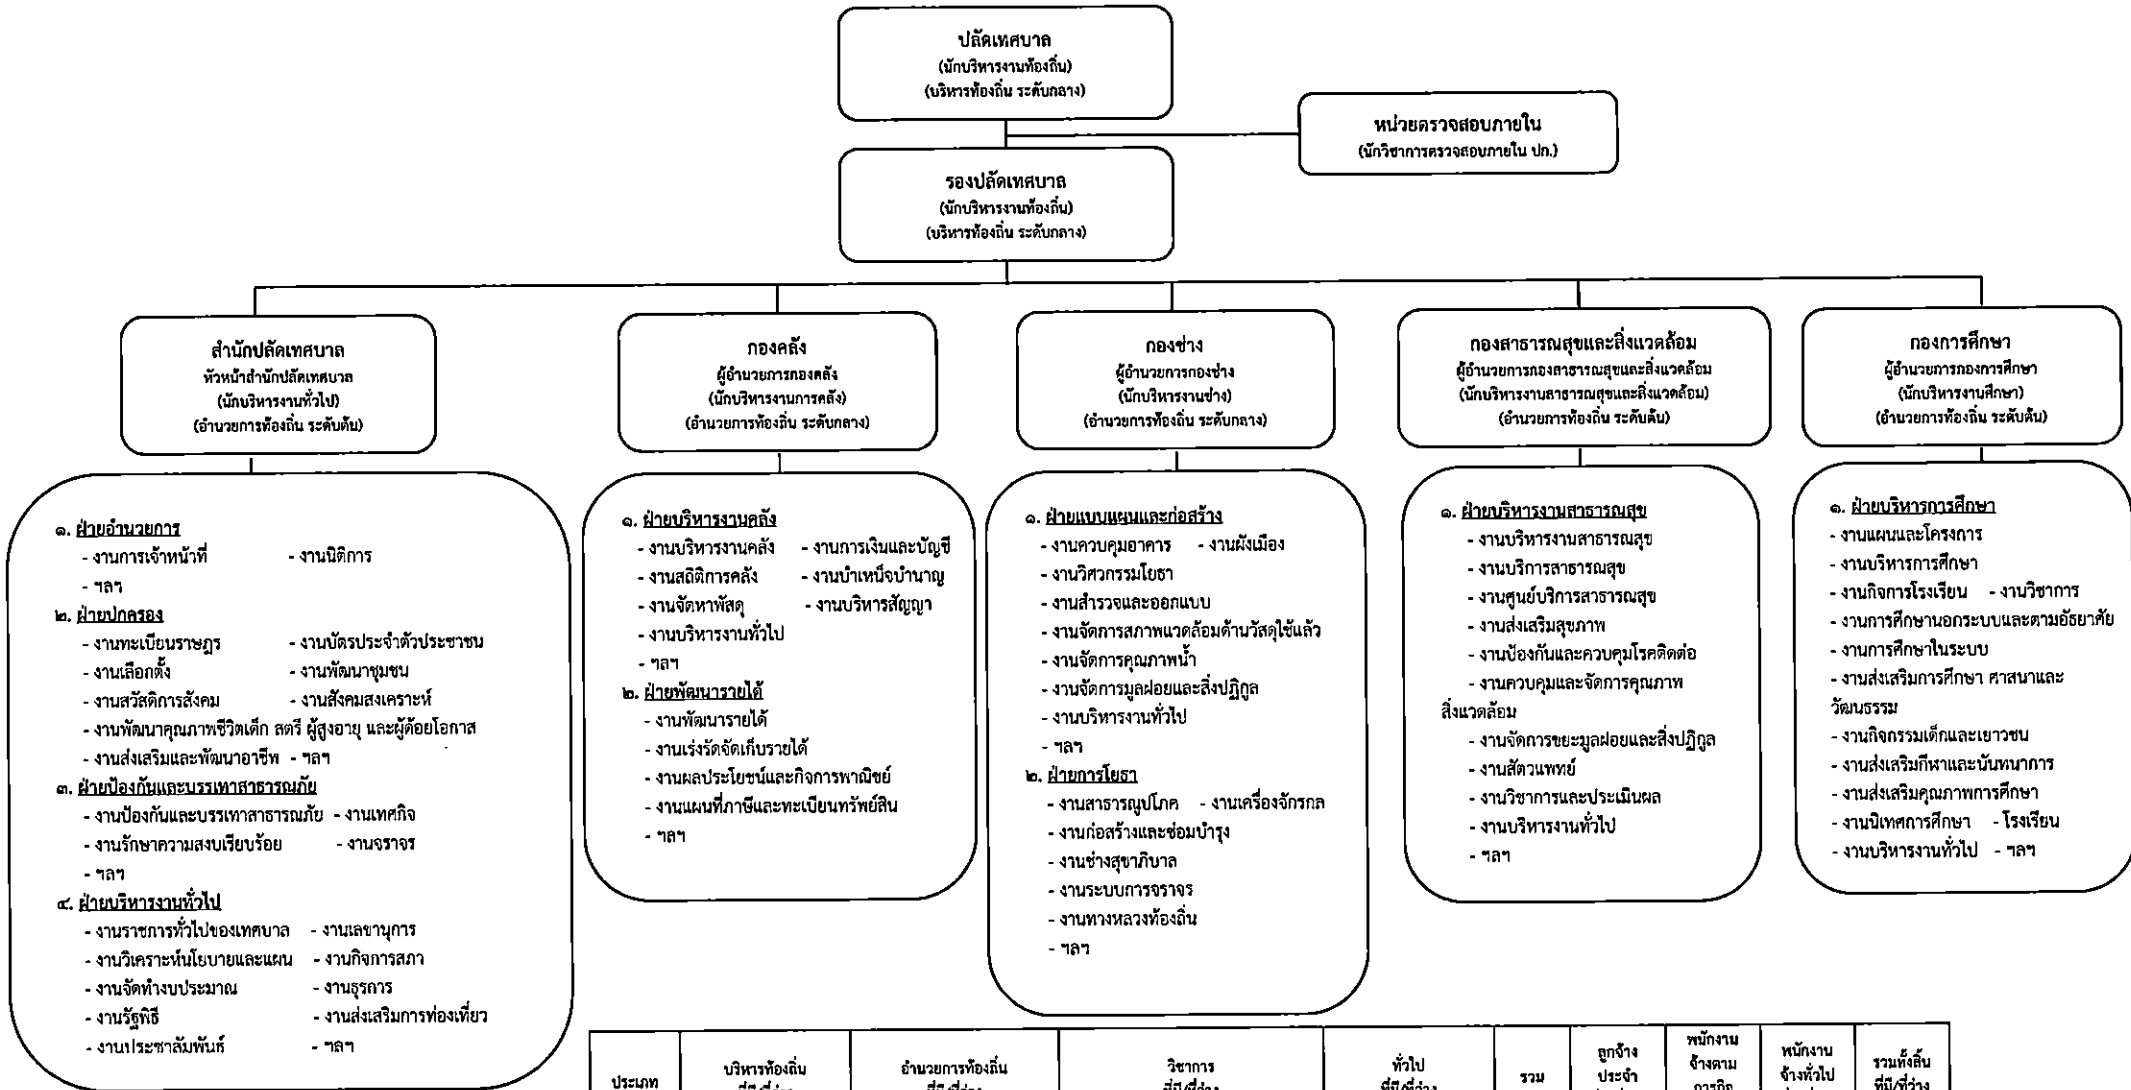 ปลัดเทศบาล
(นักบริหารงานท้องถิ่น)
(บริหารท้องถิ่น ระดับกลาง)
หน่วยตรวจสอบภายใน
(นักวิชาการตรวจสอบภายใน ปก.)
รองปลัดเทศบาล
(นักบริหารงานท้องถิ่น)
(บริหารท้องถิ่น ระดับกลาง)
สำนักปลัดเทศบาล
หัวหน้าสำนักปลัดเทศบาล
(นักบริหารงานทั่วไป)
(อำนวยการท้องถิ่น ระดับต้น)
กองคลัง
ผู้อำนวยการกองคลัง
(นักบริหารงานการคลัง)
(อำนวยการท้องถิ่น ระดับกลาง)
กองช่าง
ผู้อำนวยการกองช่าง
(นักบริหารงานช่าง)
(อำนวยการท้องถิ่น ระดับกลาง)
กองสาธารณสุขและสิ่งแวดล้อม
ผู้อำนวยการกองสาธารณสุขและสิ่งแวดล้อม
(นักบริหารงานสาธารณสุขและสิ่งแวดล้อม)
(อำนวยการท้องถิ่น ระดับต้น)
กองการศึกษา
ผู้อำนวยการกองการศึกษา
(นักบริหารงานศึกษา)
(อำนวยการท้องถิ่น ระดับต้น)
๑. ฝ่ายอำนวยการ
- งานการเจ้าหน้าที่ - งานนิติการ
- ฯลฯ
๒. ฝ่ายปกครอง
- งานทะเบียนราษฎร - งานบัตรประจำตัวประชาชน
- งานเลือกตั้ง - งานพัฒนาชุมชน
- งานสวัสดิการสังคม - งานสังคมสงเคราะห์
- งานพัฒนาคุณภาพชีวิตเด็ก สตรี ผู้สูงอายุ และผู้ด้อยโอกาส
- งานส่งเสริมและพัฒนาอาชีพ - ฯลฯ
๓. ฝ่ายป้องกันและบรรเทาสาธารณภัย
- งานป้องกันและบรรเทาสาธารณภัย - งานเทศกิจ
- งานรักษาความสงบเรียบร้อย - งานจราจร
- ฯลฯ
๔. ฝ่ายบริหารงานทั่วไป
- งานราชการทั่วไปของเทศบาล - งานเลขานุการ
- งานวิเคราะห์นโยบายและแผน - งานกิจการสภา
- งานจัดทำงบประมาณ - งานธุรการ
- งานรัฐพิธี - งานส่งเสริมการท่องเที่ยว
- งานประชาสัมพันธ์ - ฯลฯ
๑. ฝ่ายบริหารงานคลัง
- งานบริหารงานคลัง - งานการเงินและบัญชี
- งานสถิติการคลัง - งานบำเหน็จบำนาญ
- งานจัดหาพัสดุ - งานบริหารสัญญา
- งานบริหารงานทั่วไป
- ฯลฯ
๒. ฝ่ายพัฒนารายได้
- งานพัฒนารายได้
- งานเร่งรัดจัดเก็บรายได้
- งานผลประโยชน์และกิจการพาณิชย์
- งานแผนที่ภาษีและทะเบียนทรัพย์สิน
- ฯลฯ
๑. ฝ่ายแบบแผนและก่อสร้าง
- งานควบคุมอาคาร - งานผังเมือง
- งานวิศวกรรมโยธา
- งานสำรวจและออกแบบ
- งานจัดการสภาพแวดล้อมด้านวัสดุใช้แล้ว
- งานจัดการคุณภาพน้ำ
- งานจัดการมูลฝอยและสิ่งปฏิกูล
- งานบริหารงานทั่วไป
- ฯลฯ
๒. ฝ่ายการโยธา
- งานสาธารณูปโภค - งานเครื่องจักรกล
- งานก่อสร้างและซ่อมบำรุง
- งานช่างสุขาภิบาล
- งานระบบการจราจร
- งานทางหลวงท้องถิ่น
- ฯลฯ
๑. ฝ่ายบริหารงานสาธารณสุข
- งานบริหารงานสาธารณสุข
- งานบริการสาธารณสุข
- งานศูนย์บริการสาธารณสุข
- งานส่งเสริมสุขภาพ
- งานป้องกันและควบคุมโรคติดต่อ
- งานควบคุมและจัดการคุณภาพ
สิ่งแวดล้อม
- งานจัดการขยะมูลฝอยและสิ่งปฏิกูล
- งานสัตวแพทย์
- งานวิชาการและประเมินผล
- งานบริหารงานทั่วไป
- ฯลฯ
๑. ฝ่ายบริหารการศึกษา
- งานแผนและโครงการ
- งานบริหารการศึกษา
- งานกิจการโรงเรียน - งานวิชาการ
- งานการศึกษานอกระบบและตามอัธยาศัย
- งานการศึกษาในระบบ
- งานส่งเสริมการศึกษา ศาสนาและ
วัฒนธรรม
- งานกิจกรรมเด็กและเยาวชน
- งานส่งเสริมกีฬาและนันทนาการ
- งานส่งเสริมคุณภาพการศึกษา
- งานนิเทศการศึกษา - โรงเรียน
- งานบริหารงานทั่วไป - ฯลฯ
ประเภท
บริหารท้องถิ่น
ที่มี/ที่ว่าง
อำนวยการท้องถิ่น
ที่มี/ที่ว่าง
วิชาการ
ที่มี/ที่ว่าง
ทั่วไป
ที่มี/ที่ว่าง
รวม
ลูกจ้าง
ประจำ
พนักงาน
จ้างตาม
ภารกิจ
พนักงาน
จ้างทั่วไป
รวมทั้งสิ้น
ที่มี/ที่ว่าง